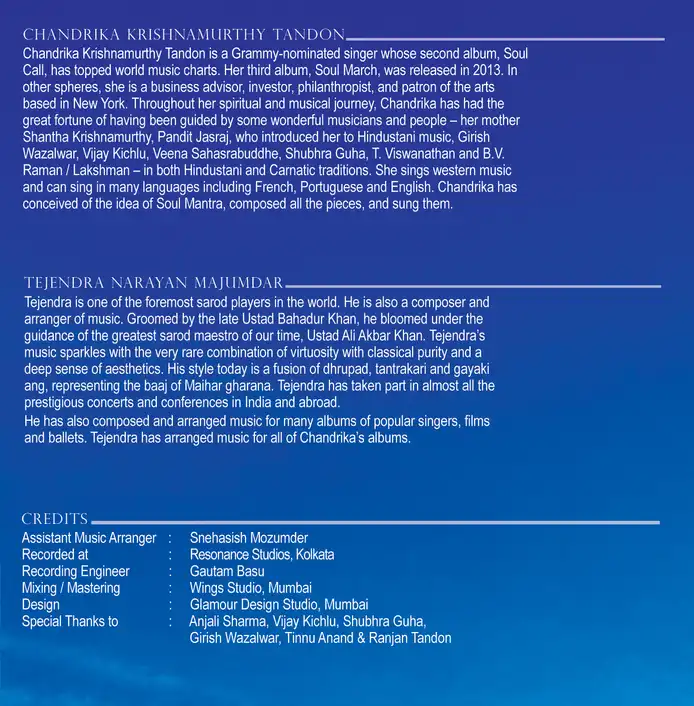 CHANDRIKA KRISHNAMURTHY TANDON
Chandrika Krishnamurthy Tandon is a Grammy-nominated singer whose second album, Soul
Call, has topped world music charts. Her third album, Soul March, was released in 2013. In
other spheres, she is a business advisor, investor, philanthropist, and patron of the arts
based in New York. Throughout her spiritual and musical journey, Chandrika has had the
great fortune of having been guided by some wonderful musicians and people – her mother
Shantha Krishnamurthy, Pandit Jasraj, who introduced her to Hindustani music, Girish
Wazalwar, Vijay Kichlu, Veena Sahasrabuddhe, Shubhra Guha, T. Viswanathan and B.V.
Raman / Lakshman – in both Hindustani and Carnatic traditions. She sings western music
and can sing in many languages including French, Portuguese and English. Chandrika has
conceived of the idea of Soul Mantra, composed all the pieces, and sung them.
TEJENDRA NARAYAN MAJUMDAR
Tejendra is one of the foremost sarod players in the world. He is also a composer and
arranger of music. Groomed by the late Ustad Bahadur Khan, he bloomed under the
guidance of the greatest sarod maestro of our time, Ustad Ali Akbar Khan. Tejendra's
music sparkles with the very rare combination of virtuosity with classical purity and a
deep sense of aesthetics. His style today is a fusion of dhrupad, tantrakari and gayaki
ang, representing the baaj of Maihar gharana. Tejendra has taken part in almost all the
prestigious concerts and conferences in India and abroad.
He has also composed and arranged music for many albums of popular singers, films
and ballets. Tejendra has arranged music for all of Chandrika's albums.
CREDITS
Assistant Music Arranger : Snehasish Mozumder
Recorded at : Resonance Studios, Kolkata
Recording Engineer : Gautam Basu
Mixing / Mastering : Wings Studio, Mumbai
Design : Glamour Design Studio, Mumbai
Special Thanks to : Anjali Sharma, Vijay Kichlu, Shubhra Guha,
Girish Wazalwar, Tinnu Anand & Ranjan Tandon